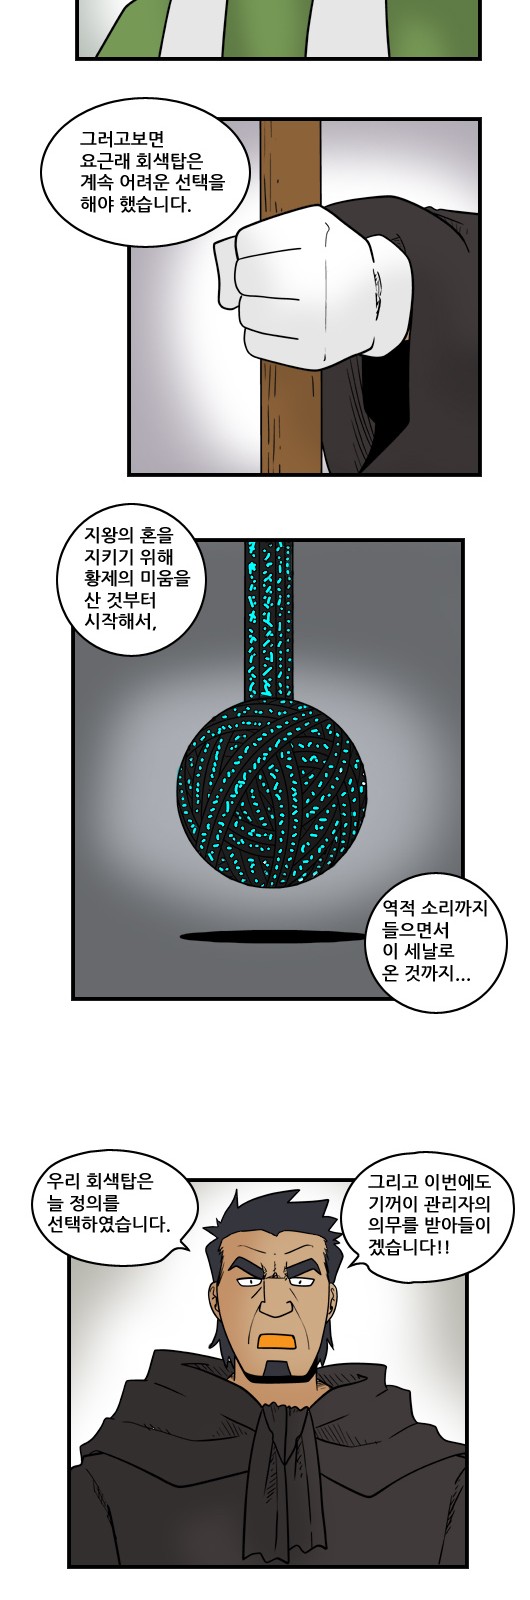 그러고보면
요근래 회색탑은
계속 어려운 선택을
해야 했습니다.
지왕의 혼을
지키기 위해
황제의 미움을
산 것부터
시작해서,
역적 소리까지
들으면서
이 세날로
온 것까지...
우리 회색탑은
늘 정의를
선택하였습니다.
그리고 이번에도
기꺼이 관리자의
의무를 받아들이
겠습니다!!